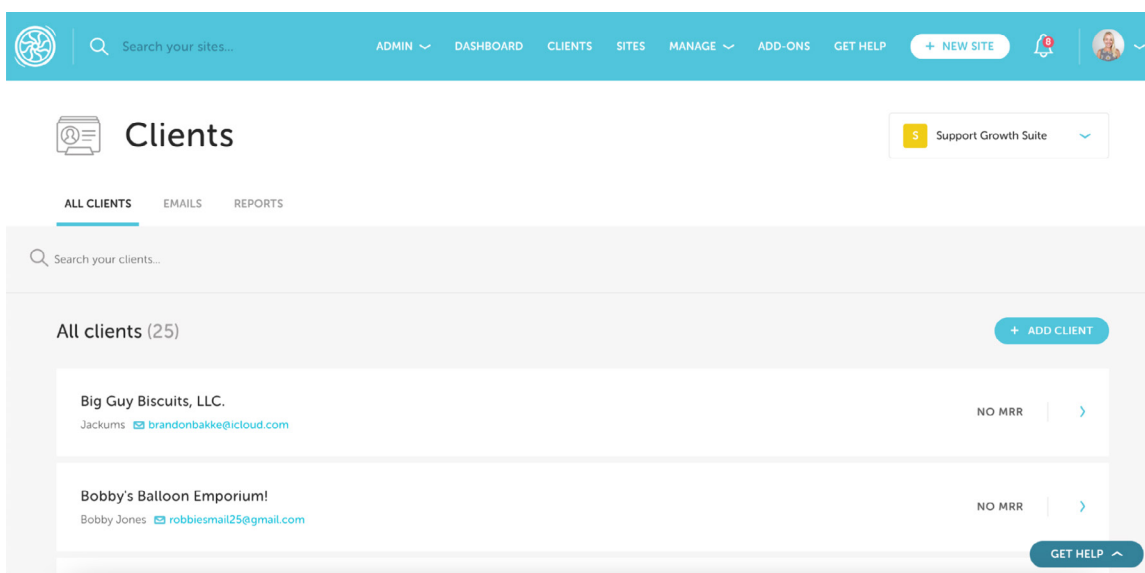 Search your sites... ADMIN DASHBOARD CLIENTS SITES MANAGE ADD-ONS GET HELP + NEW SITE 8
Clients
S Support Growth Suite
ALL CLIENTS EMAILS REPORTS
Search your clients...
All clients (25)
+ ADD CLIENT
Big Guy Biscuits, LLC.
Jackums brandonbakke@icloud.com
NO MRR
Bobby's Balloon Emporium!
Bobby Jones robbiesmail25@gmail.com
NO MRR
GET HELP